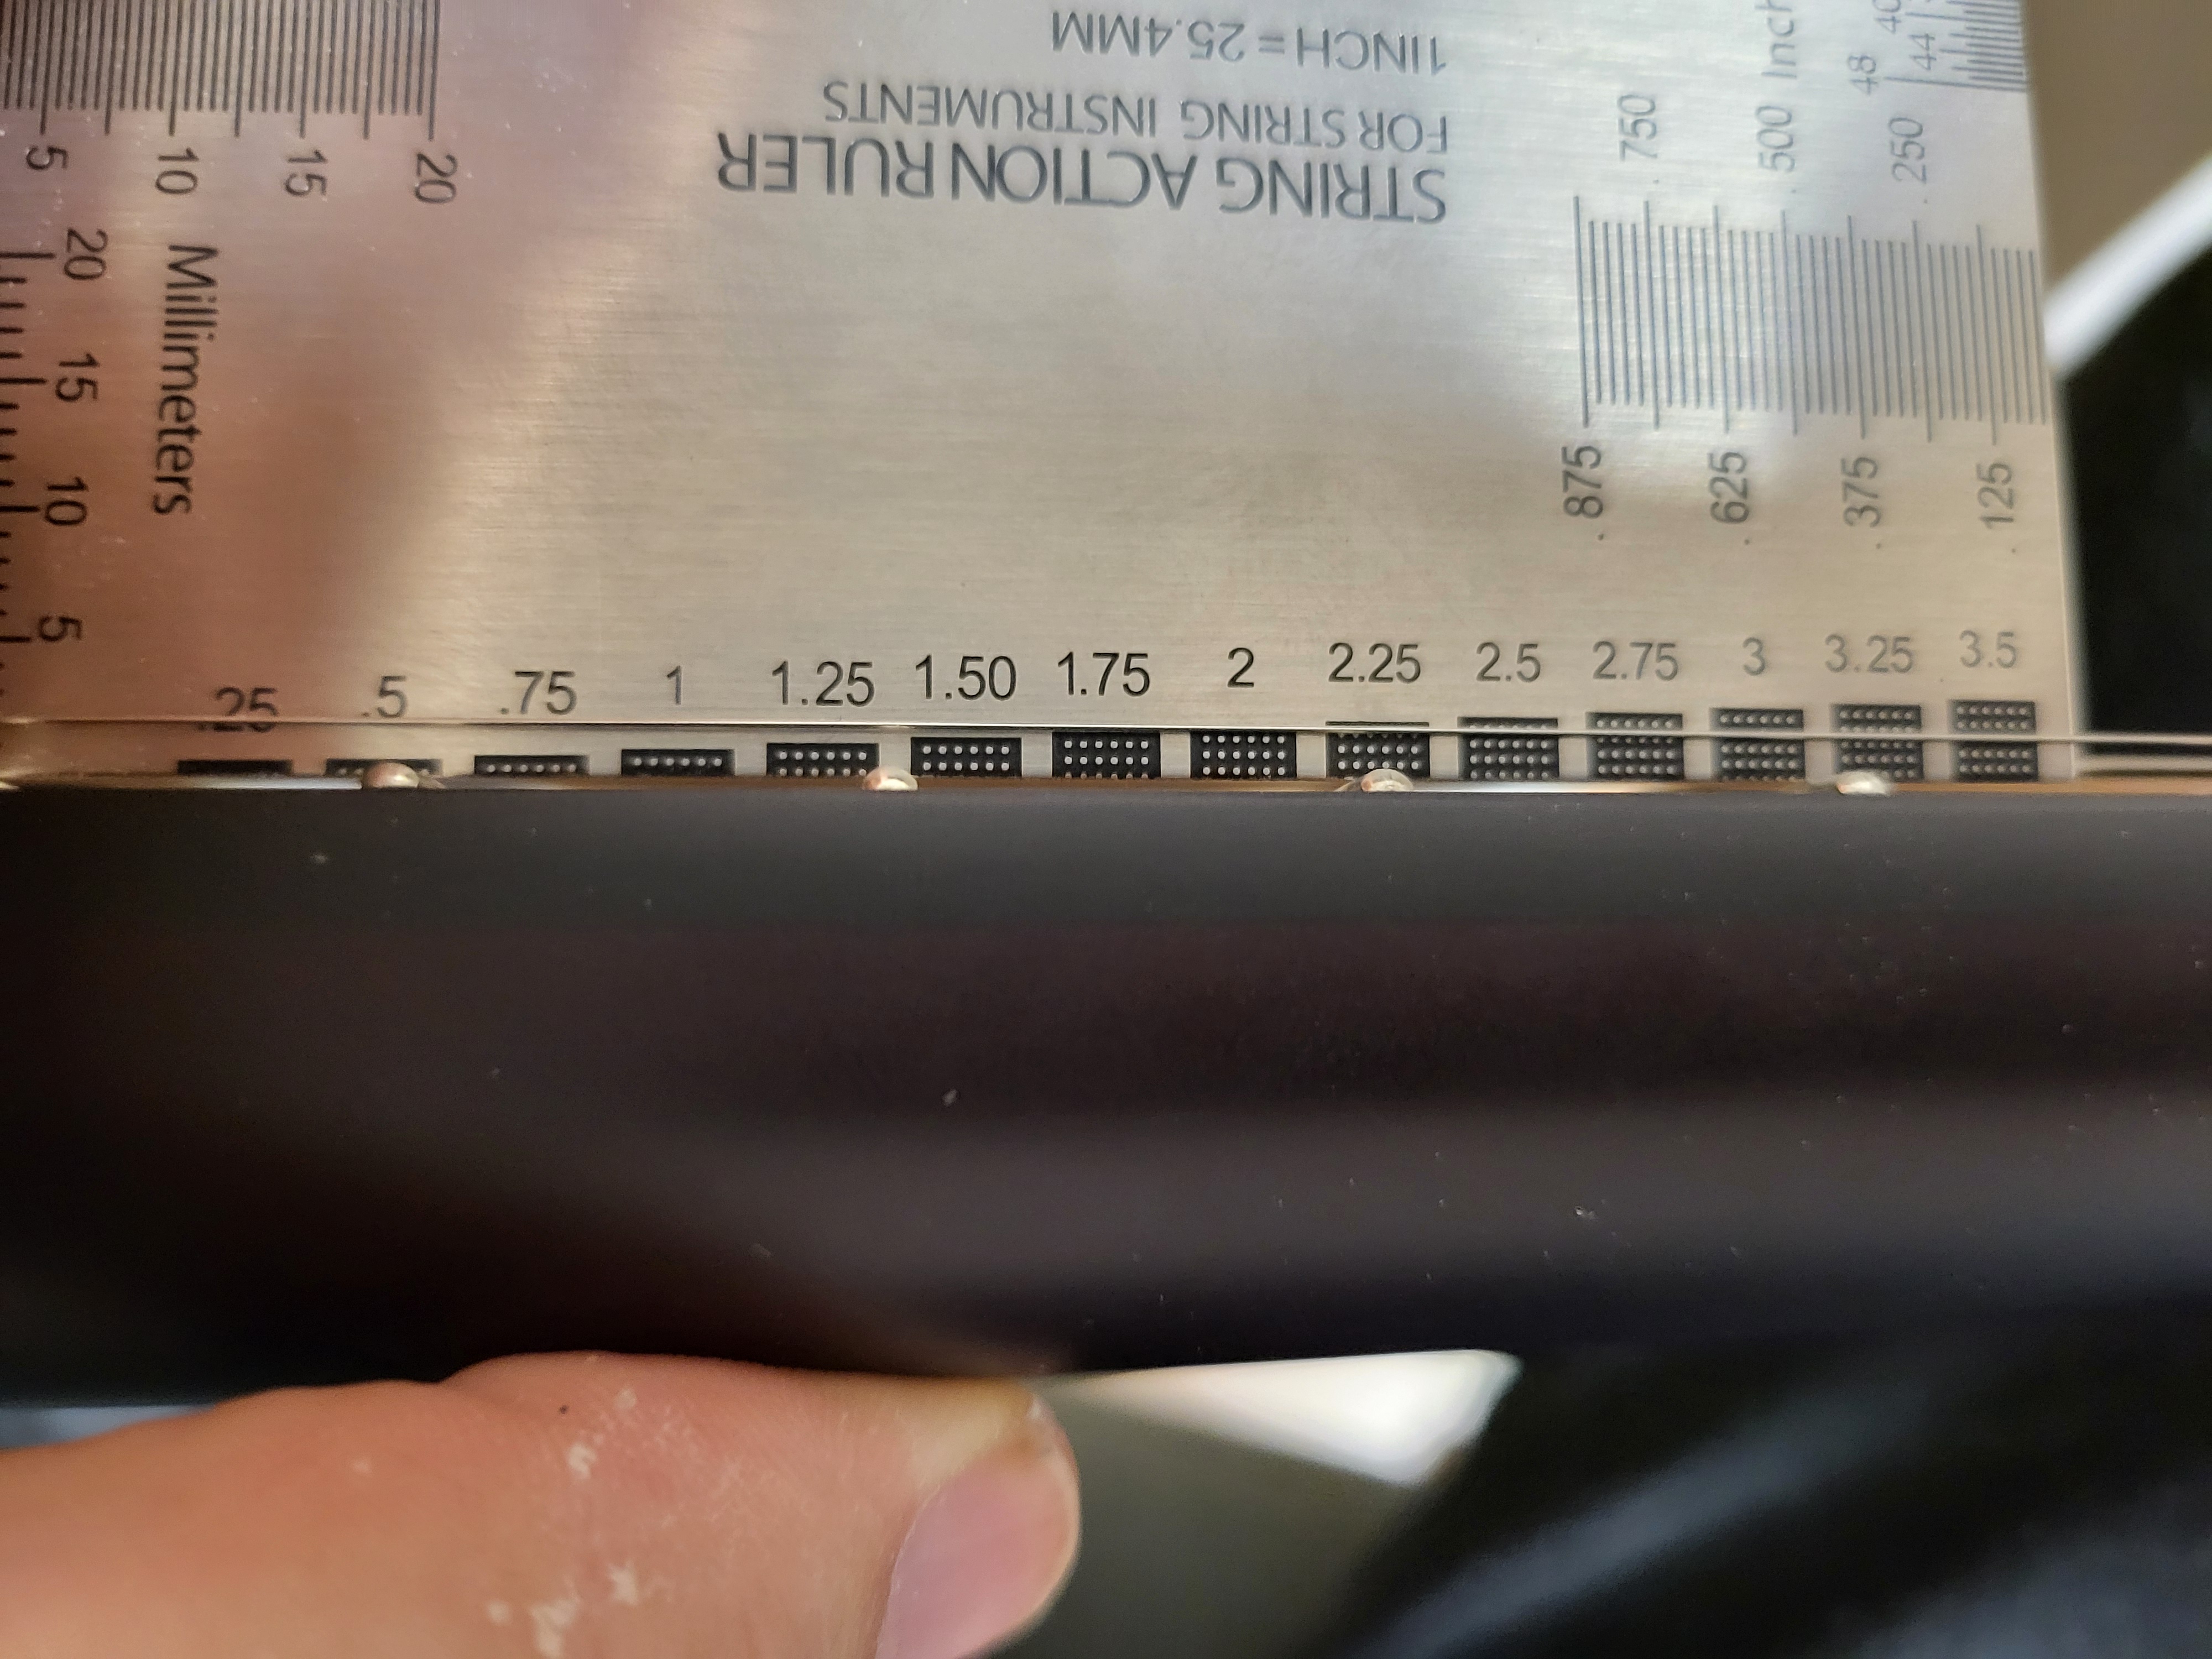 1INCH = 25.4MM
FOR STRING INSTRUMENTS
STRING ACTION RULER
5 10 15 20
20 15 10 5
Millimeters
.750 .500 Inch .250
48 44 40
.875 .625 .375 .125
.25 .5 .75 1 1.25 1.50 1.75 2 2.25 2.5 2.75 3 3.25 3.5